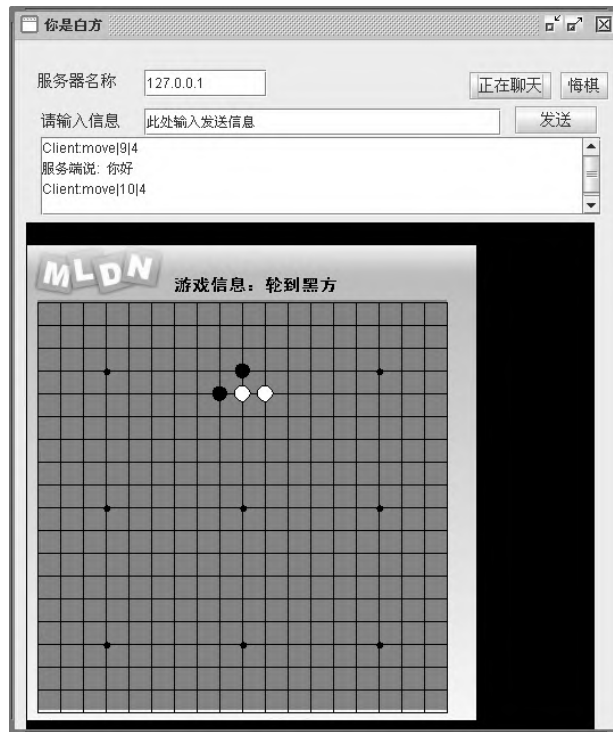 你是白方
服务器名称 127.0.0.1 正在聊天 悔棋
请输入信息 此处输入发送信息 发送
Client:move|9|4
服务端说: 你好
Client:move|10|4
MLDN 游戏信息：轮到黑方